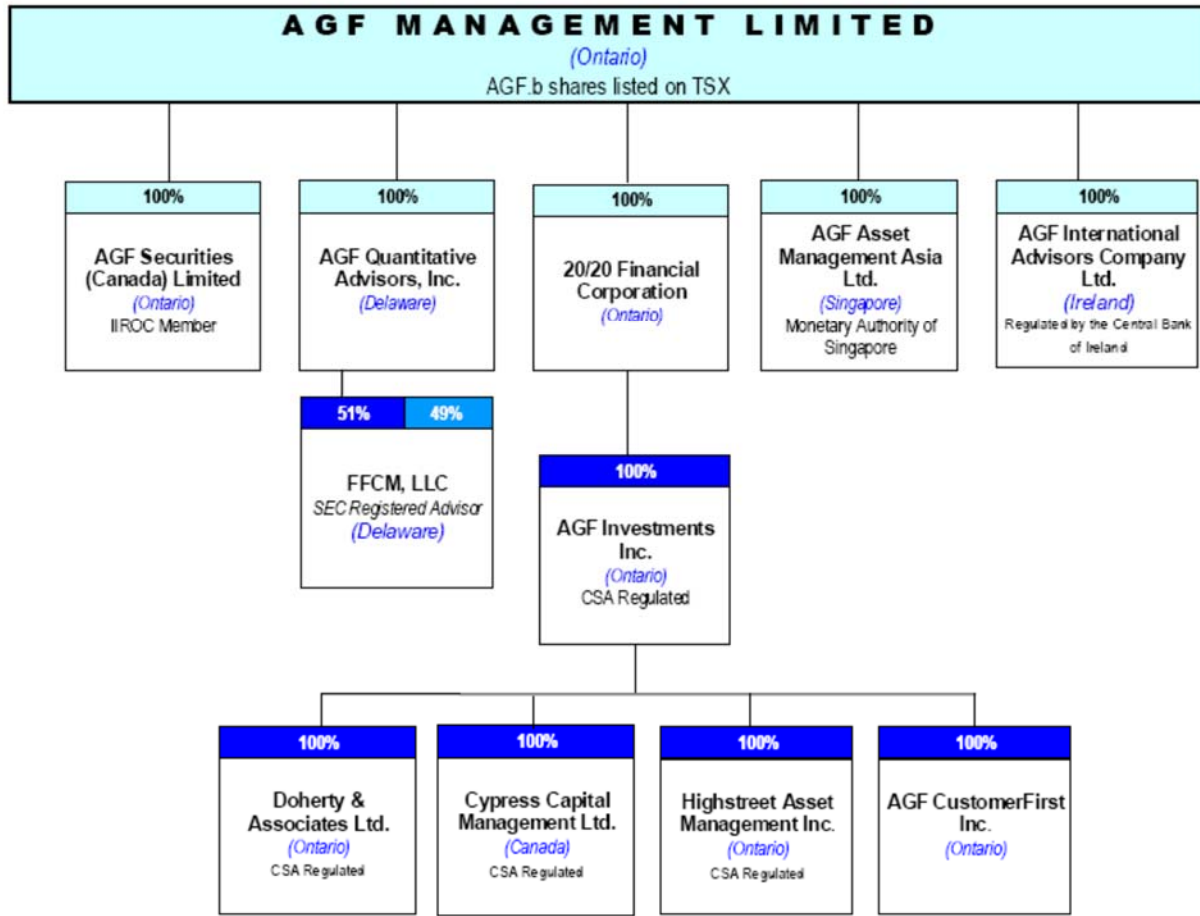 AGF MANAGEMENT LIMITED
(Ontario)
AGF.b shares listed on TSX
100%
AGF Securities
(Canada) Limited
(Ontario)
IIROC Member
100%
AGF Quantitative
Advisors, Inc.
(Delaware)
100%
20/20 Financial
Corporation
(Ontario)
100%
AGF Asset
Management Asia
Ltd.
(Singapore)
Monetary Authority of
Singapore
100%
AGF International
Advisors Company
Ltd.
(Ireland)
Regulated by the Central Bank
of Ireland
51% 49%
FFCM, LLC
SEC Registered Advisor
(Delaware)
100%
AGF Investments
Inc.
(Ontario)
CSA Regulated
100%
Doherty &
Associates Ltd.
(Ontario)
CSA Regulated
100%
Cypress Capital
Management Ltd.
(Canada)
CSA Regulated
100%
Highstreet Asset
Management Inc.
(Ontario)
CSA Regulated
100%
AGF CustomerFirst
Inc.
(Ontario)